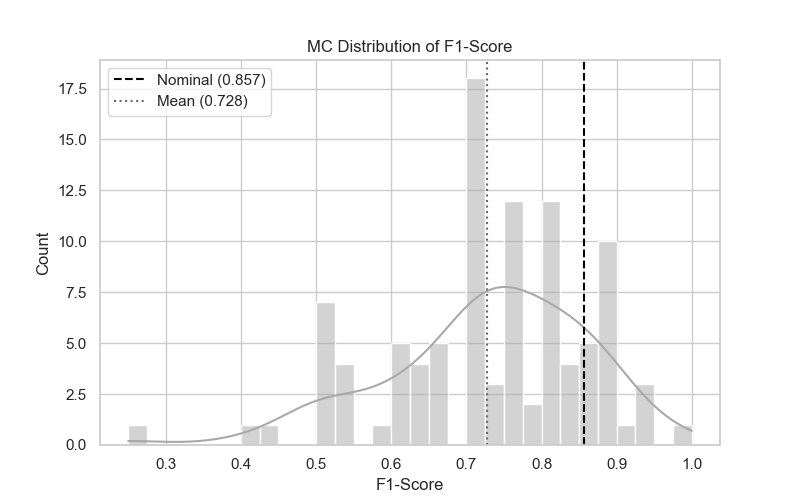 MC Distribution of F1-Score
Nominal (0.857)
Mean (0.728)
17.5
15.0
12.5
10.0
7.5
5.0
2.5
0.0
Count
0.3 0.4 0.5 0.6 0.7 0.8 0.9 1.0
F1-Score